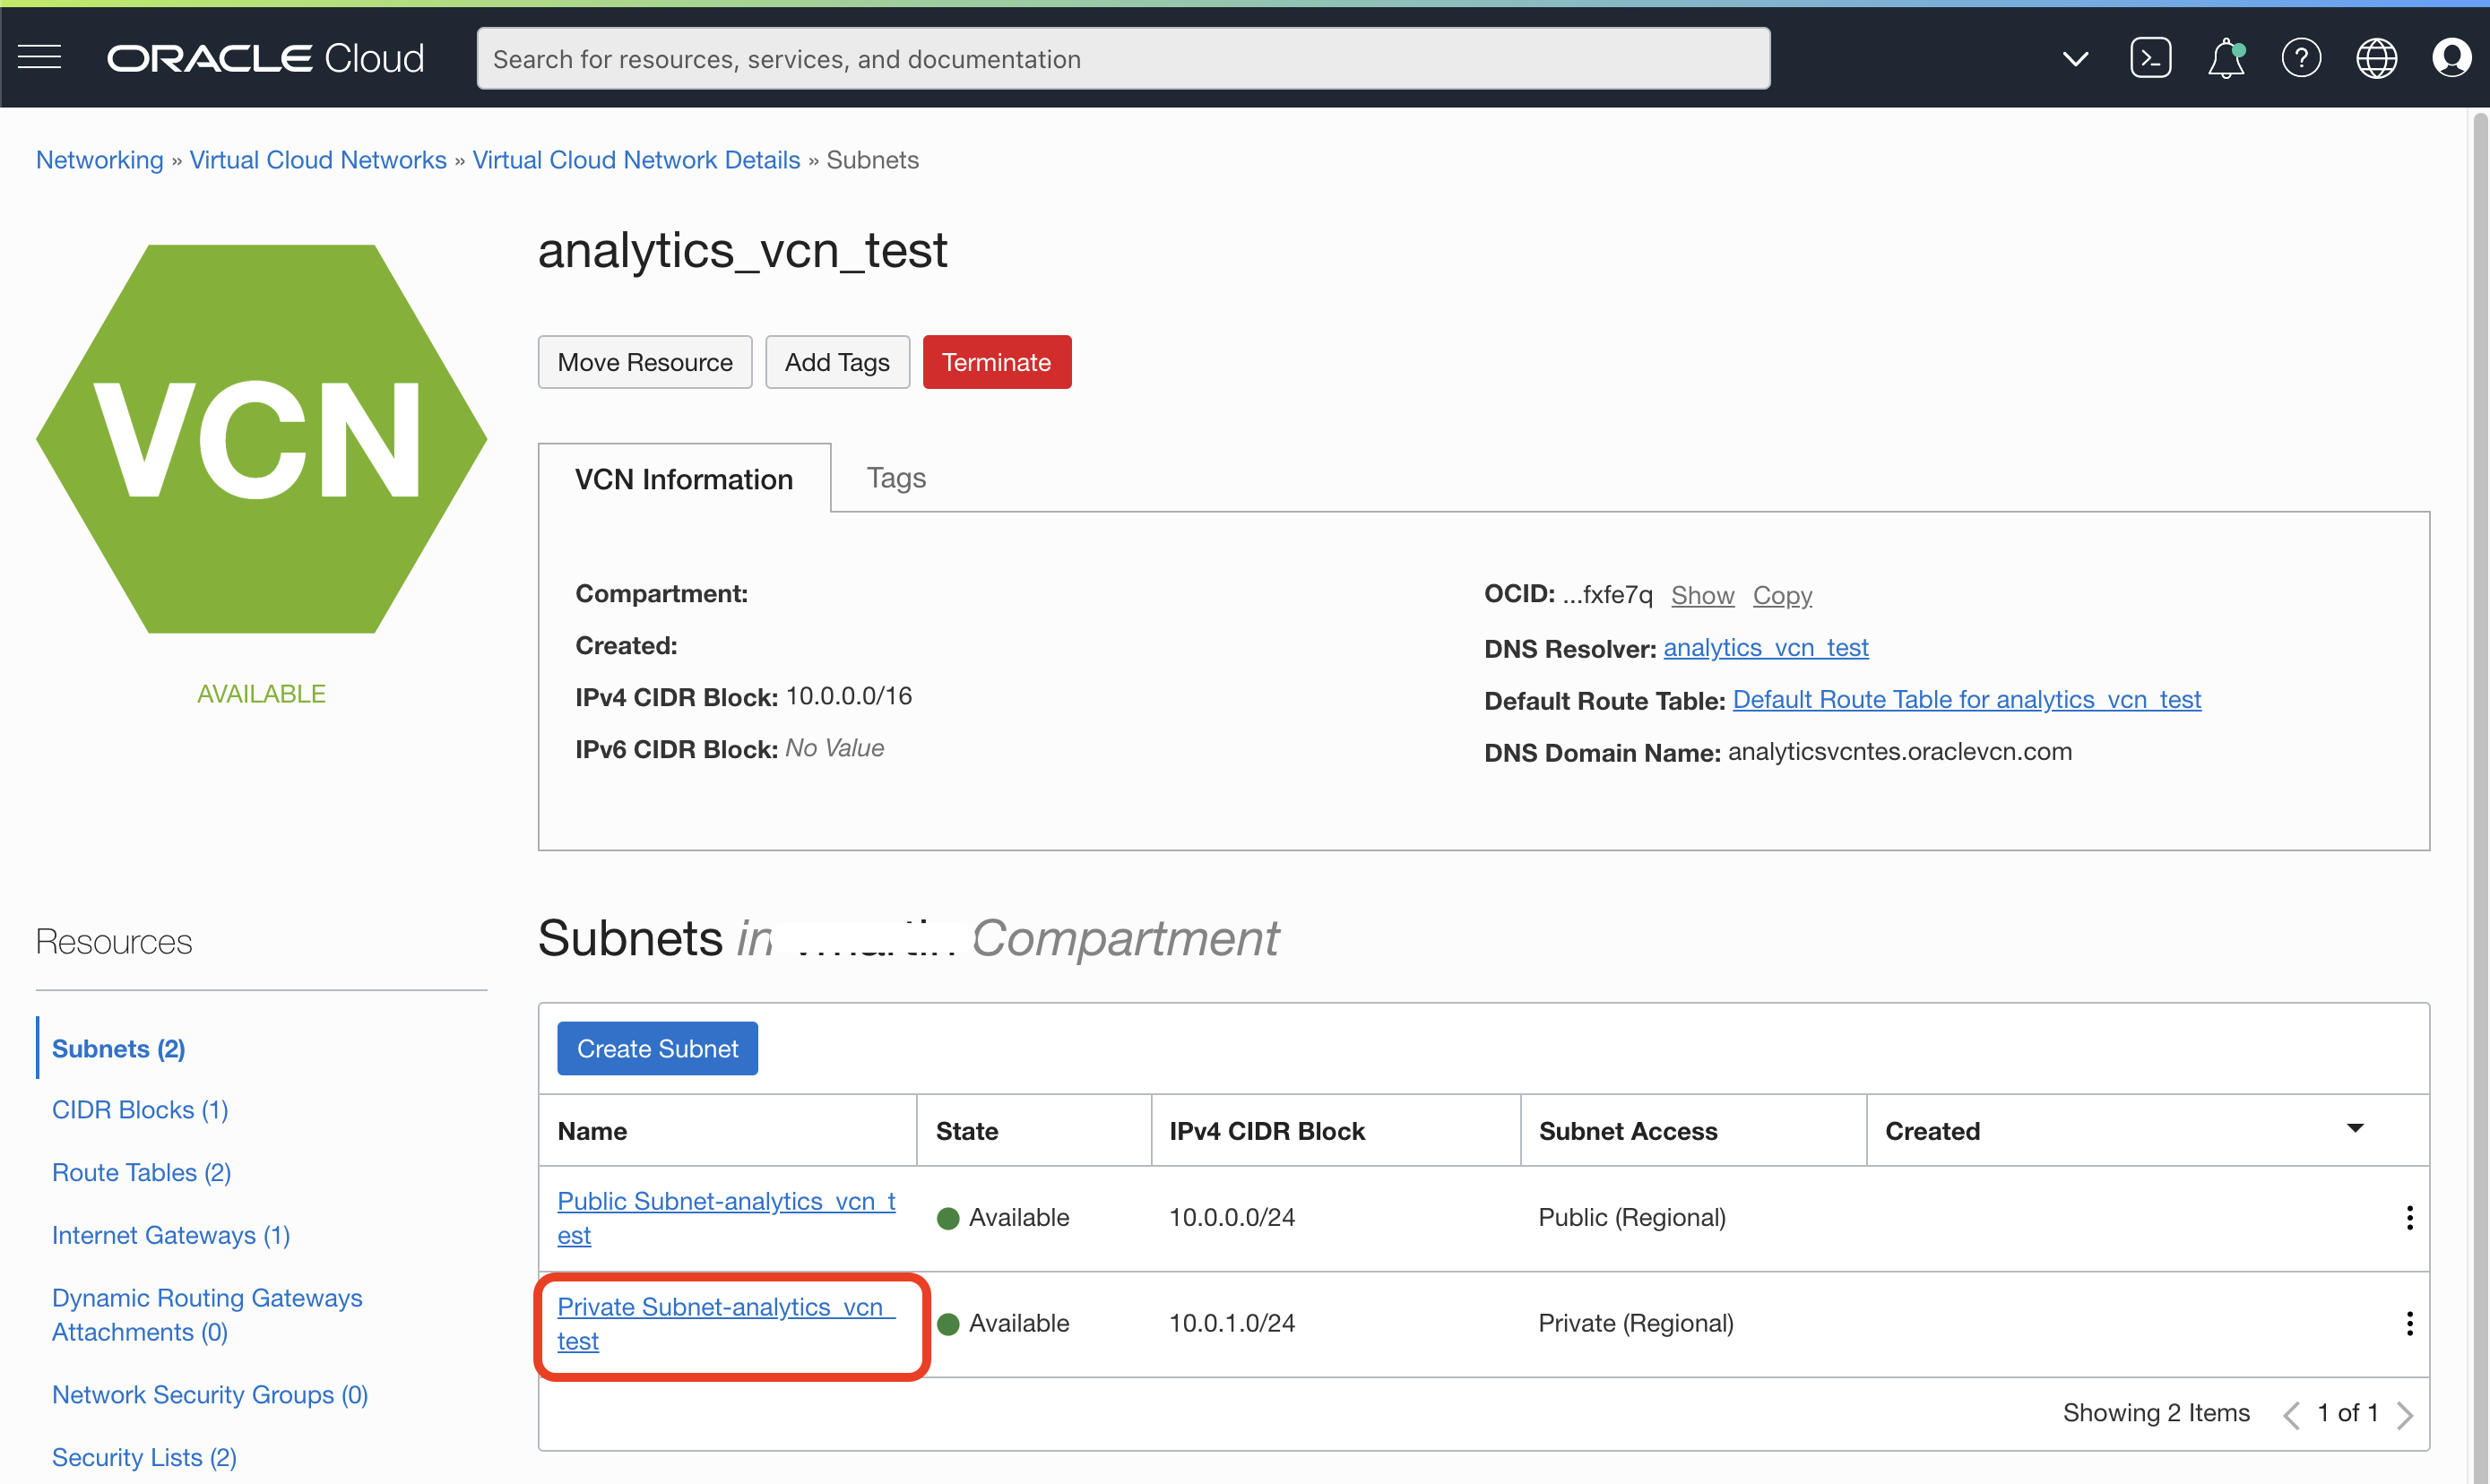 ORACLE Cloud
Search for resources, services, and documentation
Networking » Virtual Cloud Networks » Virtual Cloud Network Details » Subnets
VCN
AVAILABLE
analytics_vcn_test
Move Resource
Add Tags
Terminate
VCN Information
Tags
Compartment:
Created:
IPv4 CIDR Block: 10.0.0.0/16
IPv6 CIDR Block: No Value
OCID: ...fxfe7q Show Copy
DNS Resolver: analytics_vcn_test
Default Route Table: Default Route Table for analytics_vcn_test
DNS Domain Name: analyticsvcntes.oraclevcn.com
Resources
Subnets (2)
CIDR Blocks (1)
Route Tables (2)
Internet Gateways (1)
Dynamic Routing Gateways
Attachments (0)
Network Security Groups (0)
Security Lists (2)
Subnets in Compartment
Create Subnet
Name State IPv4 CIDR Block Subnet Access Created
Public Subnet-analytics_vcn_t
est
Available 10.0.0.0/24 Public (Regional)
Private Subnet-analytics_vcn_
test
Available 10.0.1.0/24 Private (Regional)
Showing 2 Items 1 of 1